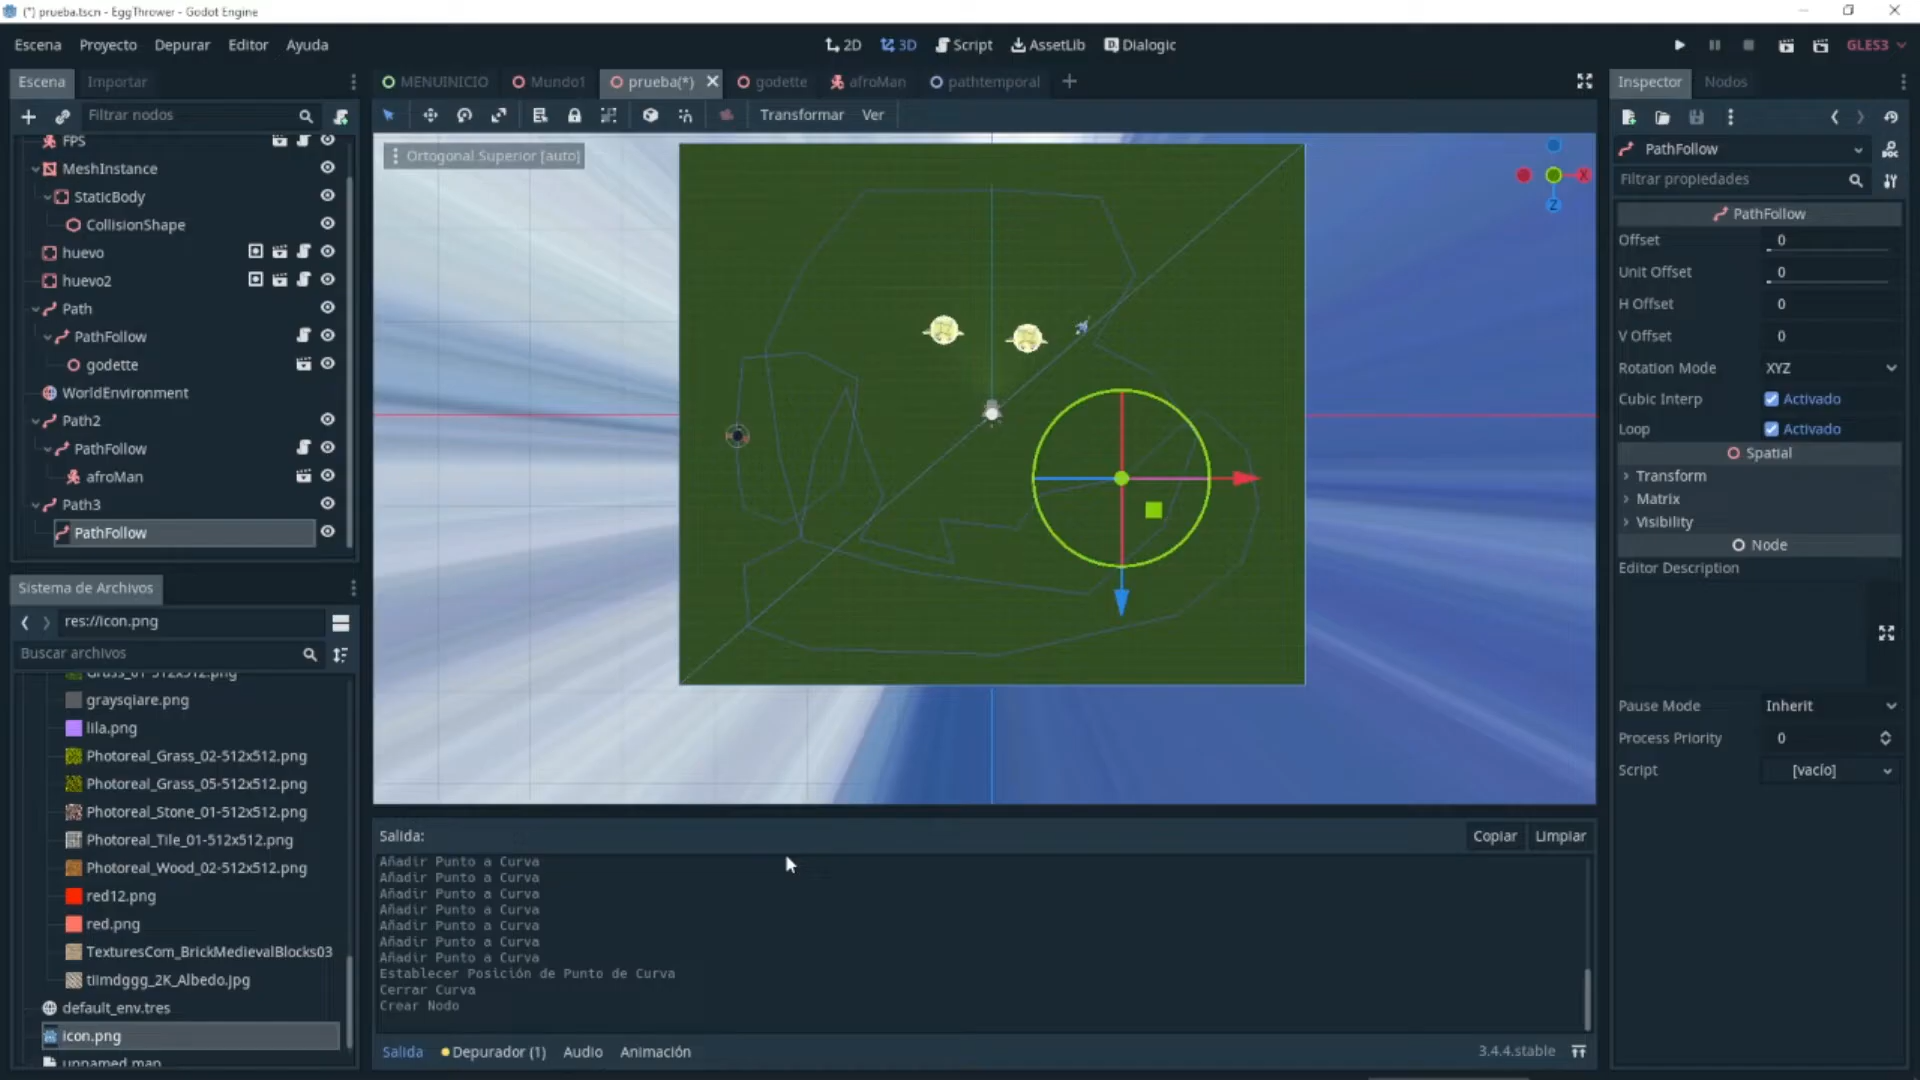 (*) prueba.tscn - EggThrower - Godot Engine
Escena Proyecto Depurar Editor Ayuda
2D 3D Script AssetLib Dialogic
GLES3
Escena Importar
MENUINICIO Mundo1 prueba(*) godette afroMan pathtemporal
Inspector Nodos
Filtrar nodos
Transformar Ver
FPS
MeshInstance
StaticBody
CollisionShape
huevo
huevo2
Path
PathFollow
godette
WorldEnvironment
Path2
PathFollow
afroMan
Path3
PathFollow
Ortogonal Superior [auto]
X
Z
PathFollow
Filtrar propiedades
PathFollow
Offset 0
Unit Offset 0
H Offset 0
V Offset 0
Rotation Mode XYZ
Cubic Interp Activado
Loop Activado
Spatial
Transform
Matrix
Visibility
Node
Editor Description
Pause Mode Inherit
Process Priority 0
Script [vacío]
Sistema de Archivos
res://icon.png
Buscar archivos
Grass_01-512x512.png
graysqiare.png
lila.png
Photoreal_Grass_02-512x512.png
Photoreal_Grass_05-512x512.png
Photoreal_Stone_01-512x512.png
Photoreal_Tile_01-512x512.png
Photoreal_Wood_02-512x512.png
red12.png
red.png
TexturesCom_BrickMedievalBlocks03
tiimdggg_2K_Albedo.jpg
default_env.tres
icon.png
unnamed.map
Salida:
Copiar Limpiar
Añadir Punto a Curva
Añadir Punto a Curva
Añadir Punto a Curva
Añadir Punto a Curva
Añadir Punto a Curva
Añadir Punto a Curva
Añadir Punto a Curva
Establecer Posición de Punto de Curva
Cerrar Curva
Crear Nodo
Salida Depurador (1) Audio Animación
3.4.4.stable